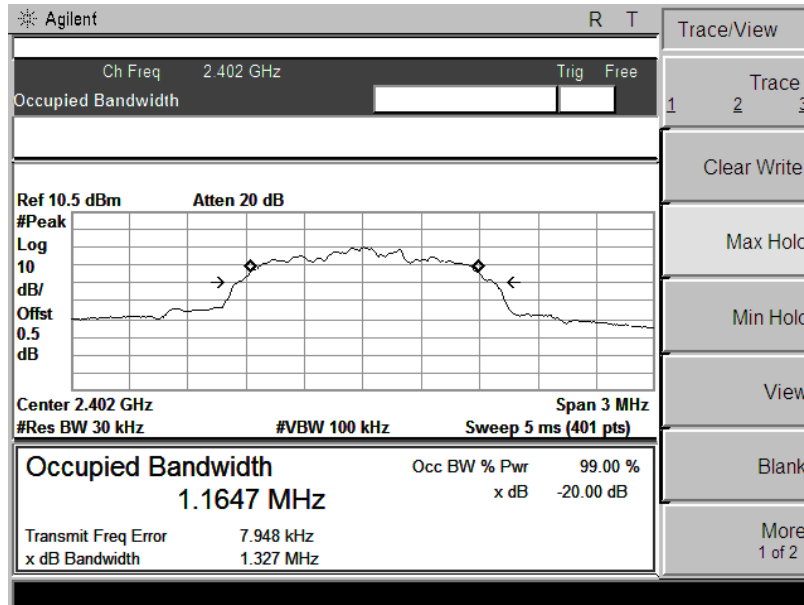 Agilent R T
Ch Freq 2.402 GHz Trig Free
Occupied Bandwidth
Ref 10.5 dBm Atten 20 dB
#Peak
Log
10
dB/
Offst
0.5
dB
Center 2.402 GHz Span 3 MHz
#Res BW 30 kHz #VBW 100 kHz Sweep 5 ms (401 pts)
Occupied Bandwidth Occ BW % Pwr 99.00 %
1.1647 MHz x dB -20.00 dB
Transmit Freq Error 7.948 kHz
x dB Bandwidth 1.327 MHz
Trace/View
Trace
1 2 3
Clear Write
Max Hold
Min Hold
View
Blank
More
1 of 2